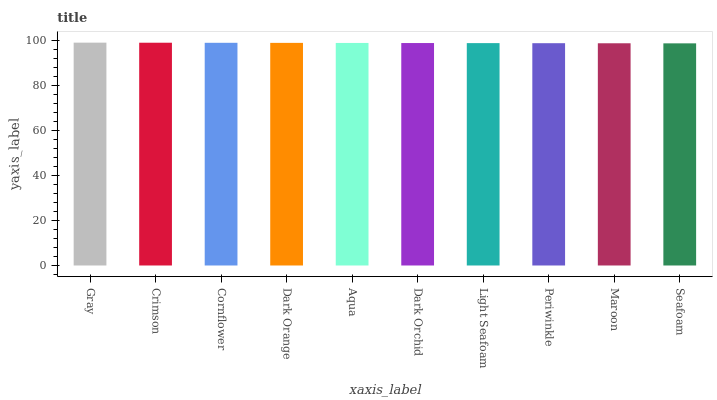 title
yaxis_label
100
80
60
40
20
0
Gray
Crimson
Cornflower
Dark Orange
Aqua
Dark Orchid
Light Seafoam
Periwinkle
Maroon
Seafoam
xaxis_label